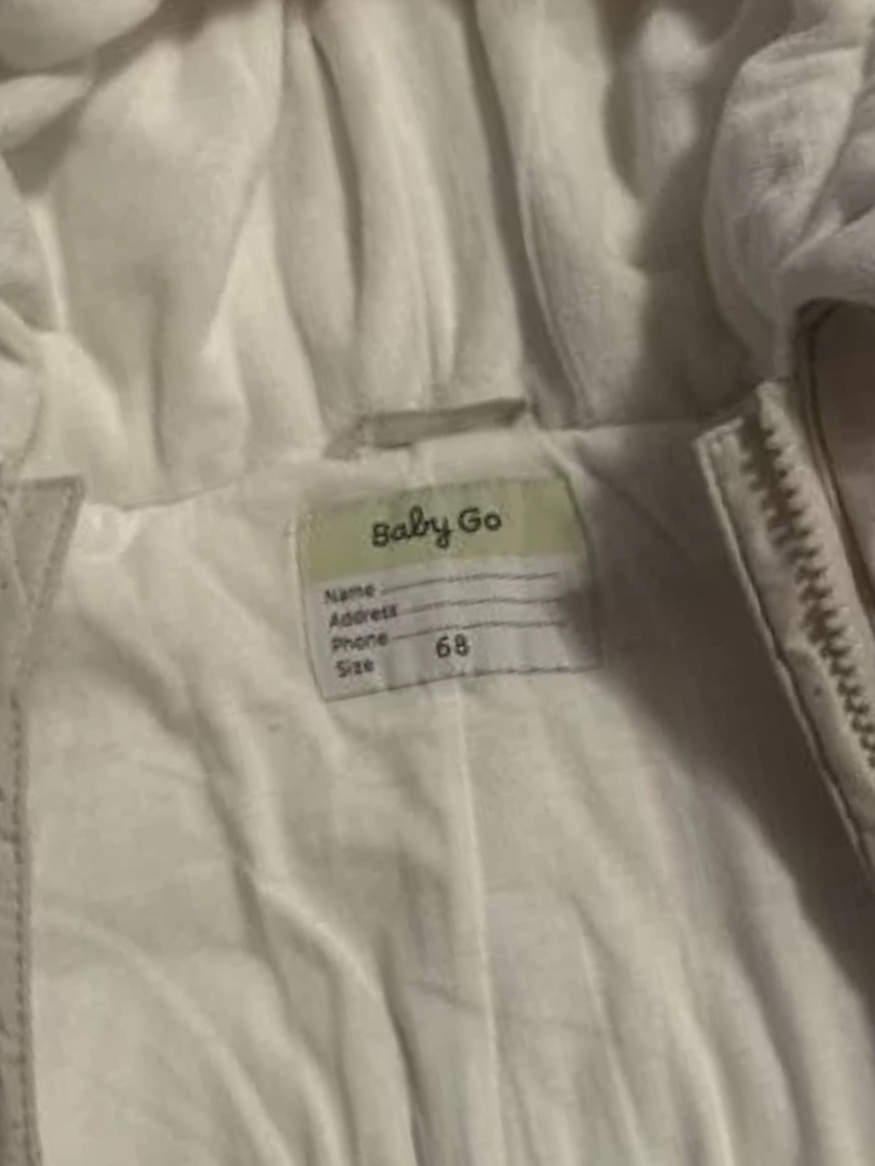 Baby Go
Name
Address
Phone
Size 68